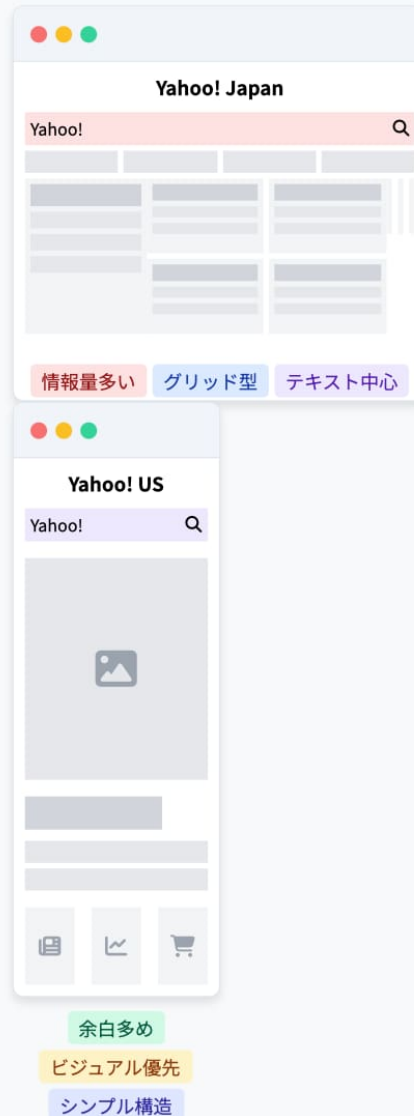 Yahoo! Japan
Yahoo!
情報量多い グリッド型 テキスト中心
Yahoo! US
Yahoo!
余白多め
ビジュアル優先
シンプル構造